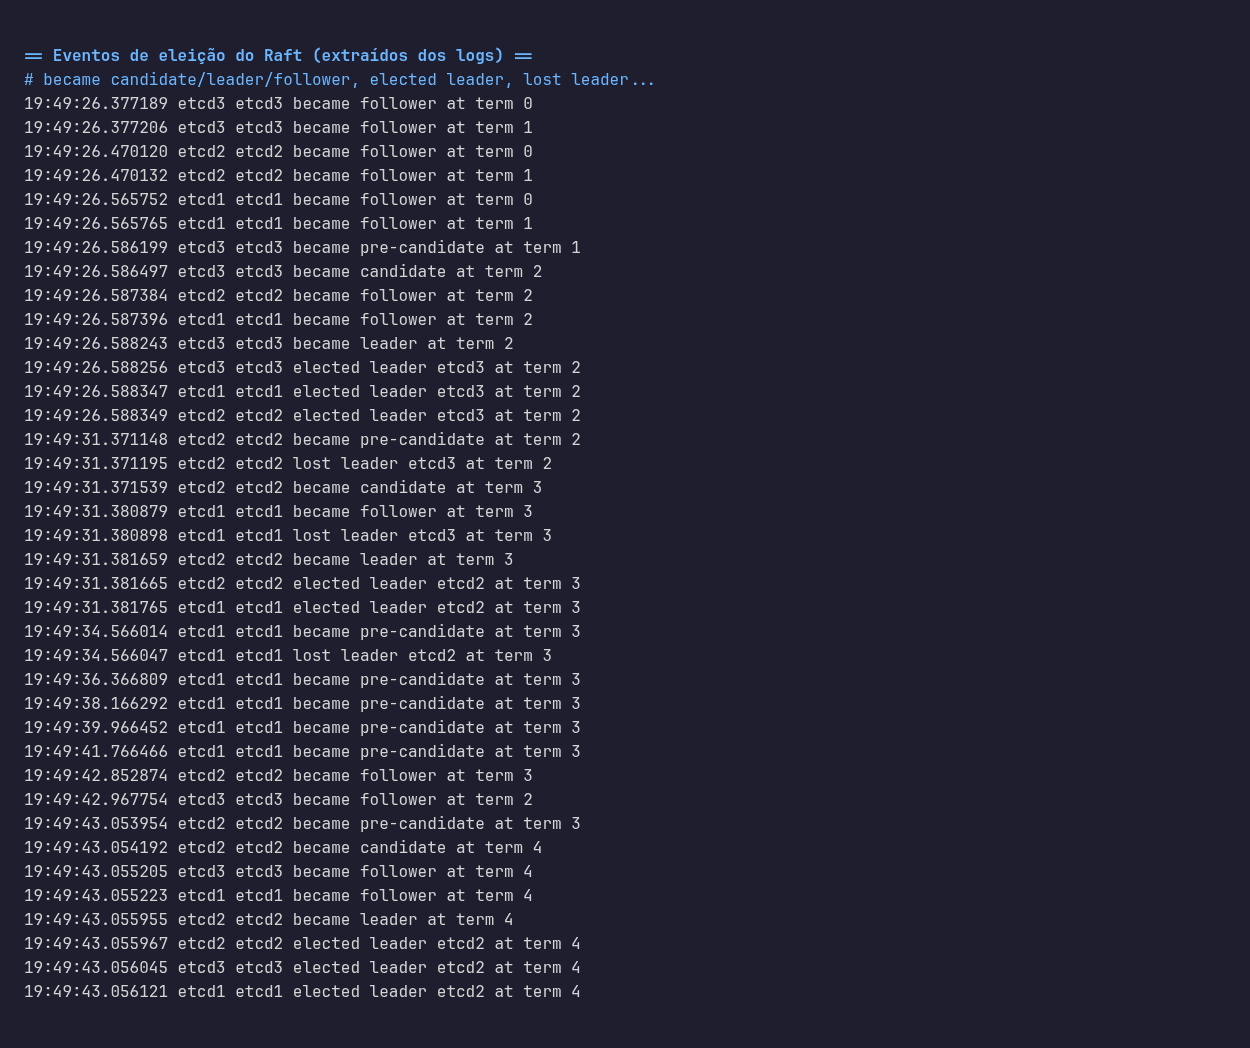 == Eventos de eleição do Raft (extraídos dos logs) ==
# became candidate/leader/follower, elected leader, lost leader...
19:49:26.377189 etcd3 etcd3 became follower at term 0
19:49:26.377206 etcd3 etcd3 became follower at term 1
19:49:26.470120 etcd2 etcd2 became follower at term 0
19:49:26.470132 etcd2 etcd2 became follower at term 1
19:49:26.565752 etcd1 etcd1 became follower at term 0
19:49:26.565765 etcd1 etcd1 became follower at term 1
19:49:26.586199 etcd3 etcd3 became pre-candidate at term 1
19:49:26.586497 etcd3 etcd3 became candidate at term 2
19:49:26.587384 etcd2 etcd2 became follower at term 2
19:49:26.587396 etcd1 etcd1 became follower at term 2
19:49:26.588243 etcd3 etcd3 became leader at term 2
19:49:26.588256 etcd3 etcd3 elected leader etcd3 at term 2
19:49:26.588347 etcd1 etcd1 elected leader etcd3 at term 2
19:49:26.588349 etcd2 etcd2 elected leader etcd3 at term 2
19:49:31.371148 etcd2 etcd2 became pre-candidate at term 2
19:49:31.371195 etcd2 etcd2 lost leader etcd3 at term 2
19:49:31.371539 etcd2 etcd2 became candidate at term 3
19:49:31.380879 etcd1 etcd1 became follower at term 3
19:49:31.380898 etcd1 etcd1 lost leader etcd3 at term 3
19:49:31.381659 etcd2 etcd2 became leader at term 3
19:49:31.381665 etcd2 etcd2 elected leader etcd2 at term 3
19:49:31.381765 etcd1 etcd1 elected leader etcd2 at term 3
19:49:34.566014 etcd1 etcd1 became pre-candidate at term 3
19:49:34.566047 etcd1 etcd1 lost leader etcd2 at term 3
19:49:36.366809 etcd1 etcd1 became pre-candidate at term 3
19:49:38.166292 etcd1 etcd1 became pre-candidate at term 3
19:49:39.966452 etcd1 etcd1 became pre-candidate at term 3
19:49:41.766466 etcd1 etcd1 became pre-candidate at term 3
19:49:42.852874 etcd2 etcd2 became follower at term 3
19:49:42.967754 etcd3 etcd3 became follower at term 2
19:49:43.053954 etcd2 etcd2 became pre-candidate at term 3
19:49:43.054192 etcd2 etcd2 became candidate at term 4
19:49:43.055205 etcd3 etcd3 became follower at term 4
19:49:43.055223 etcd1 etcd1 became follower at term 4
19:49:43.055955 etcd2 etcd2 became leader at term 4
19:49:43.055967 etcd2 etcd2 elected leader etcd2 at term 4
19:49:43.056045 etcd3 etcd3 elected leader etcd2 at term 4
19:49:43.056121 etcd1 etcd1 elected leader etcd2 at term 4